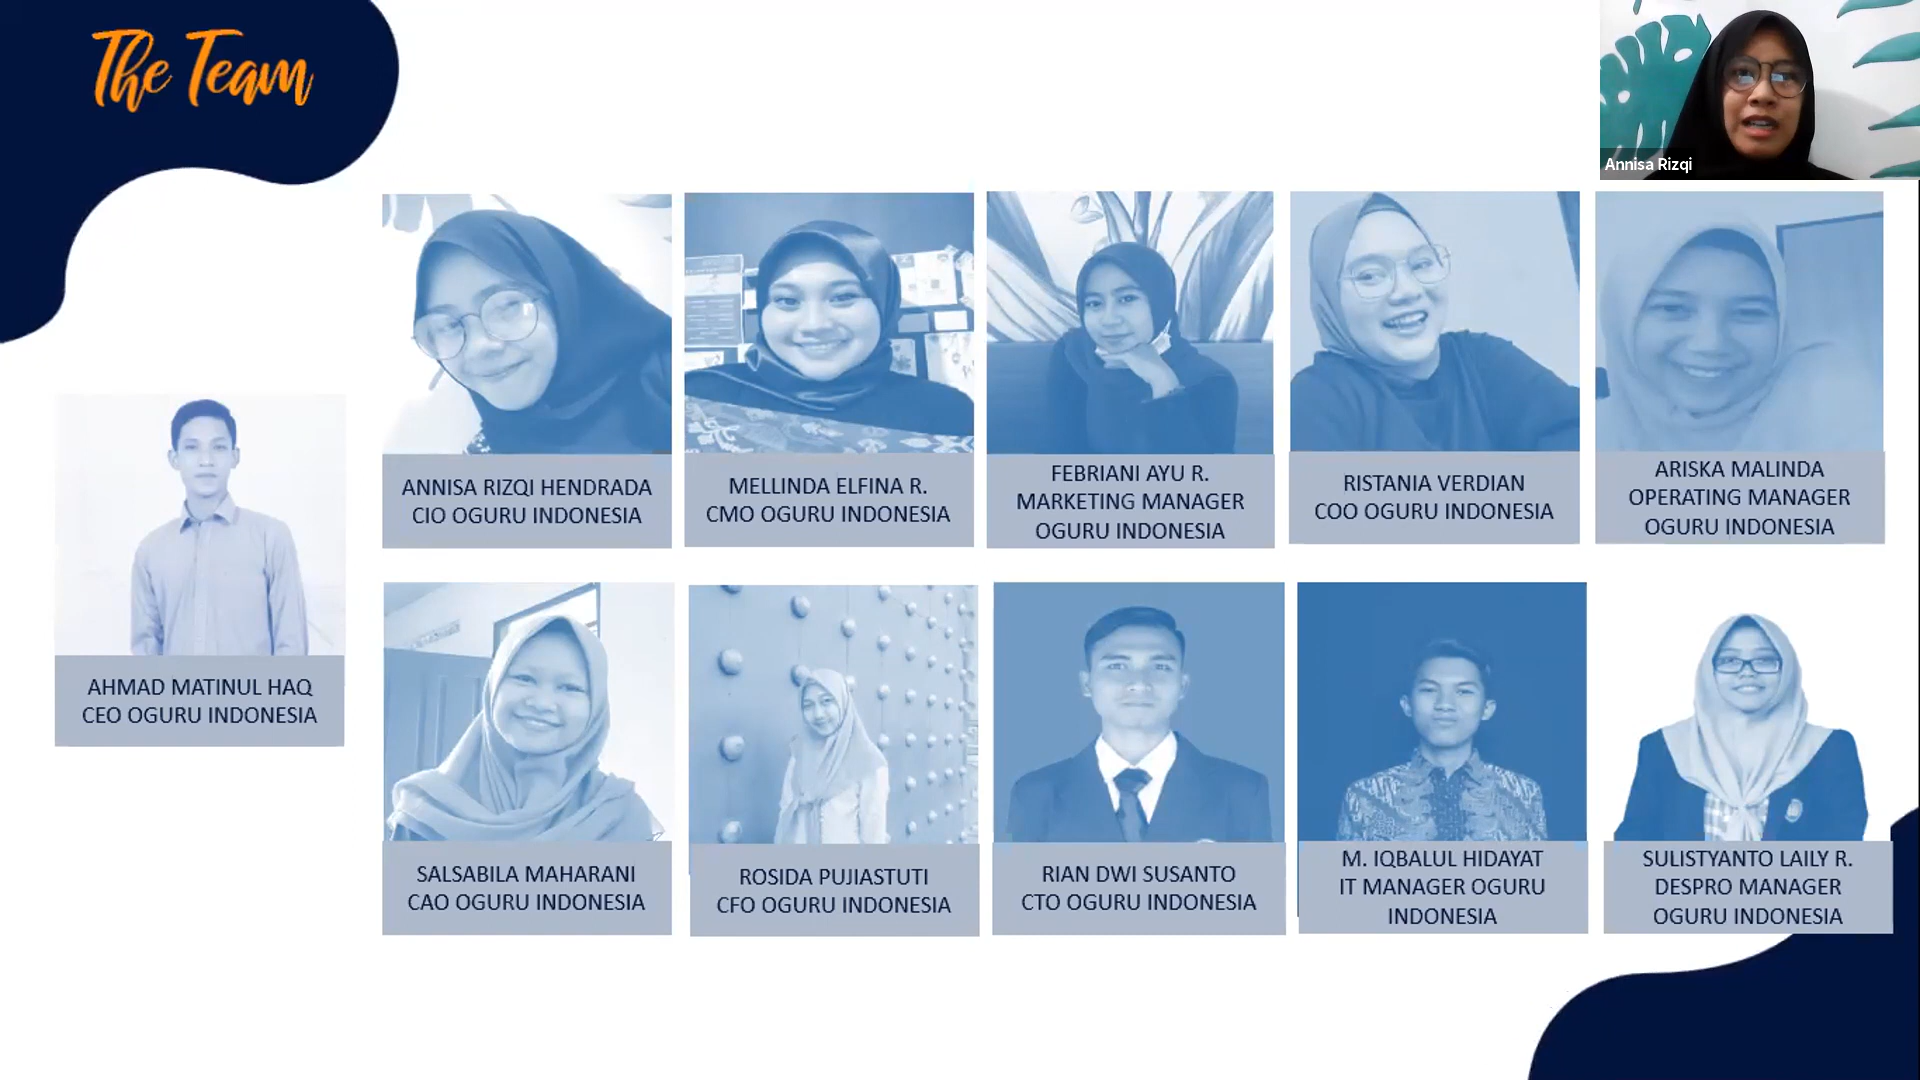 The Team
Annisa Rizqi
ANNISA RIZQI HENDRADA
CIO OGURU INDONESIA
MELLINDA ELFINA R.
CMO OGURU INDONESIA
FEBRIANI AYU R.
MARKETING MANAGER
OGURU INDONESIA
RISTANIA VERDIAN
COO OGURU INDONESIA
ARISKA MALINDA
OPERATING MANAGER
OGURU INDONESIA
AHMAD MATINUL HAQ
CEO OGURU INDONESIA
SALSABILA MAHARANI
CAO OGURU INDONESIA
ROSIDA PUJIASTUTI
CFO OGURU INDONESIA
RIAN DWI SUSANTO
CTO OGURU INDONESIA
M. IQBALUL HIDAYAT
IT MANAGER OGURU
INDONESIA
SULISTYANTO LAILY R.
DESPRO MANAGER
OGURU INDONESIA